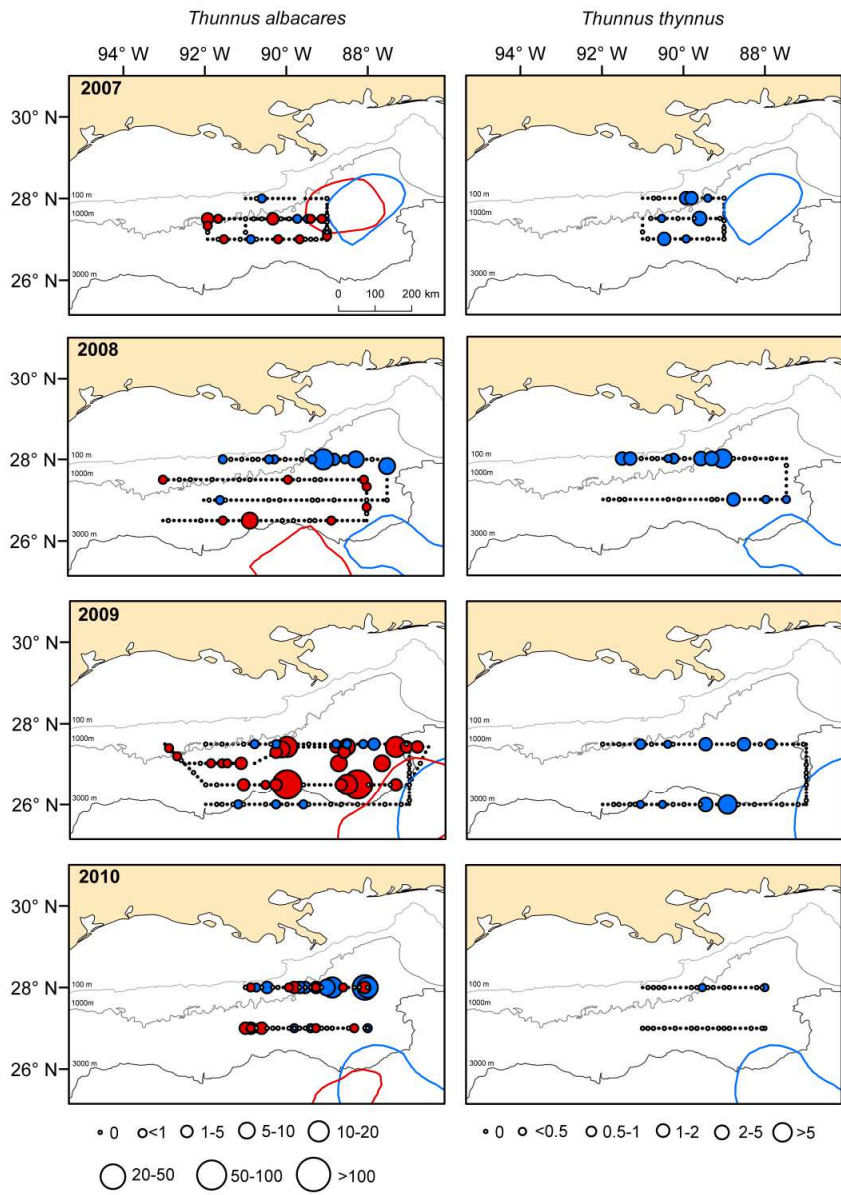 Thunnus albacares Thunnus thynnus
94° W 92° W 90° W 88° W 94° W 92° W 90° W 88° W
2007
30° N
28° N
100 m 100 m
1000m 1000m
26° N
3000 m 3000 m
0 100 200 km
2008
30° N
28° N
100 m 100 m
1000m 1000m
26° N
3000 m 3000 m
2009
30° N
28° N
100 m 100 m
1000m 1000m
26° N
3000 m 3000 m
2010
30° N
28° N
100 m 100 m
1000m 1000m
26° N
3000 m 3000 m
0 <1 1-5 5-10 10-20 0 <0.5 0.5-1 1-2 2-5 >5
20-50 50-100 >100